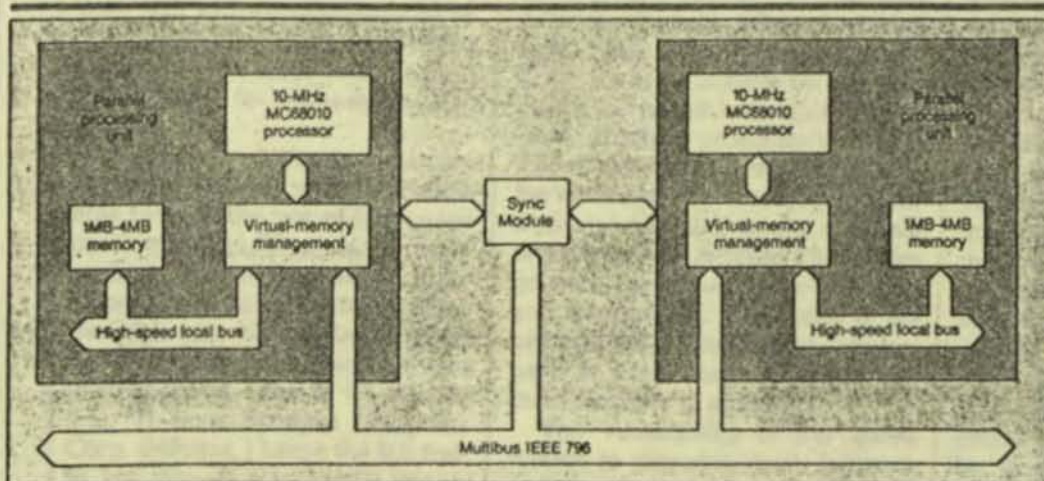 Parallel
processing
unit
10-MHz
MC68010
processor
1MB-4MB
memory
Virtual-memory
management
High-speed local bus
Sync
Module
10-MHz
MC68010
processor
Parallel
processing
unit
Virtual-memory
management
1MB-4MB
memory
High-speed local bus
Multibus IEEE 796